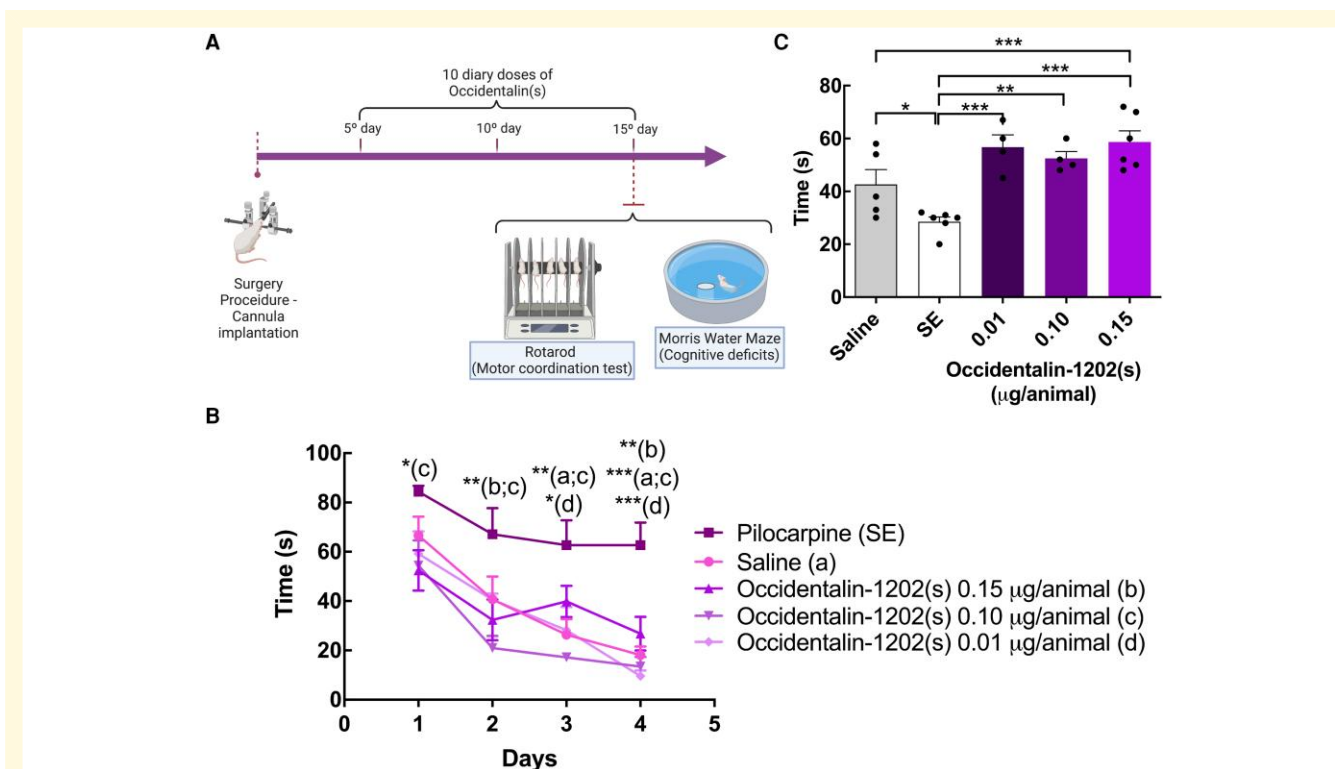 A
10 diary doses of
Occidentalin(s)
5º day
10º day
15º day
Surgery
Proceidure -
Cannula
implantation
Rotarod
(Motor coordination test)
Morris Water Maze
(Cognitive deficits)
C
***
***
**
*
***
80
60
40
20
0
Time (s)
Saline
SE
0.01
0.10
0.15
Occidentalin-1202(s)
(μg/animal)
B
100
80
60
40
20
0
Time (s)
*(c)
**(b;c)
**(a;c)
*(d)
**(b)
***(a;c)
***(d)
0
1
2
3
4
5
Days
Pilocarpine (SE)
Saline (a)
Occidentalin-1202(s) 0.15 μg/animal (b)
Occidentalin-1202(s) 0.10 μg/animal (c)
Occidentalin-1202(s) 0.01 μg/animal (d)